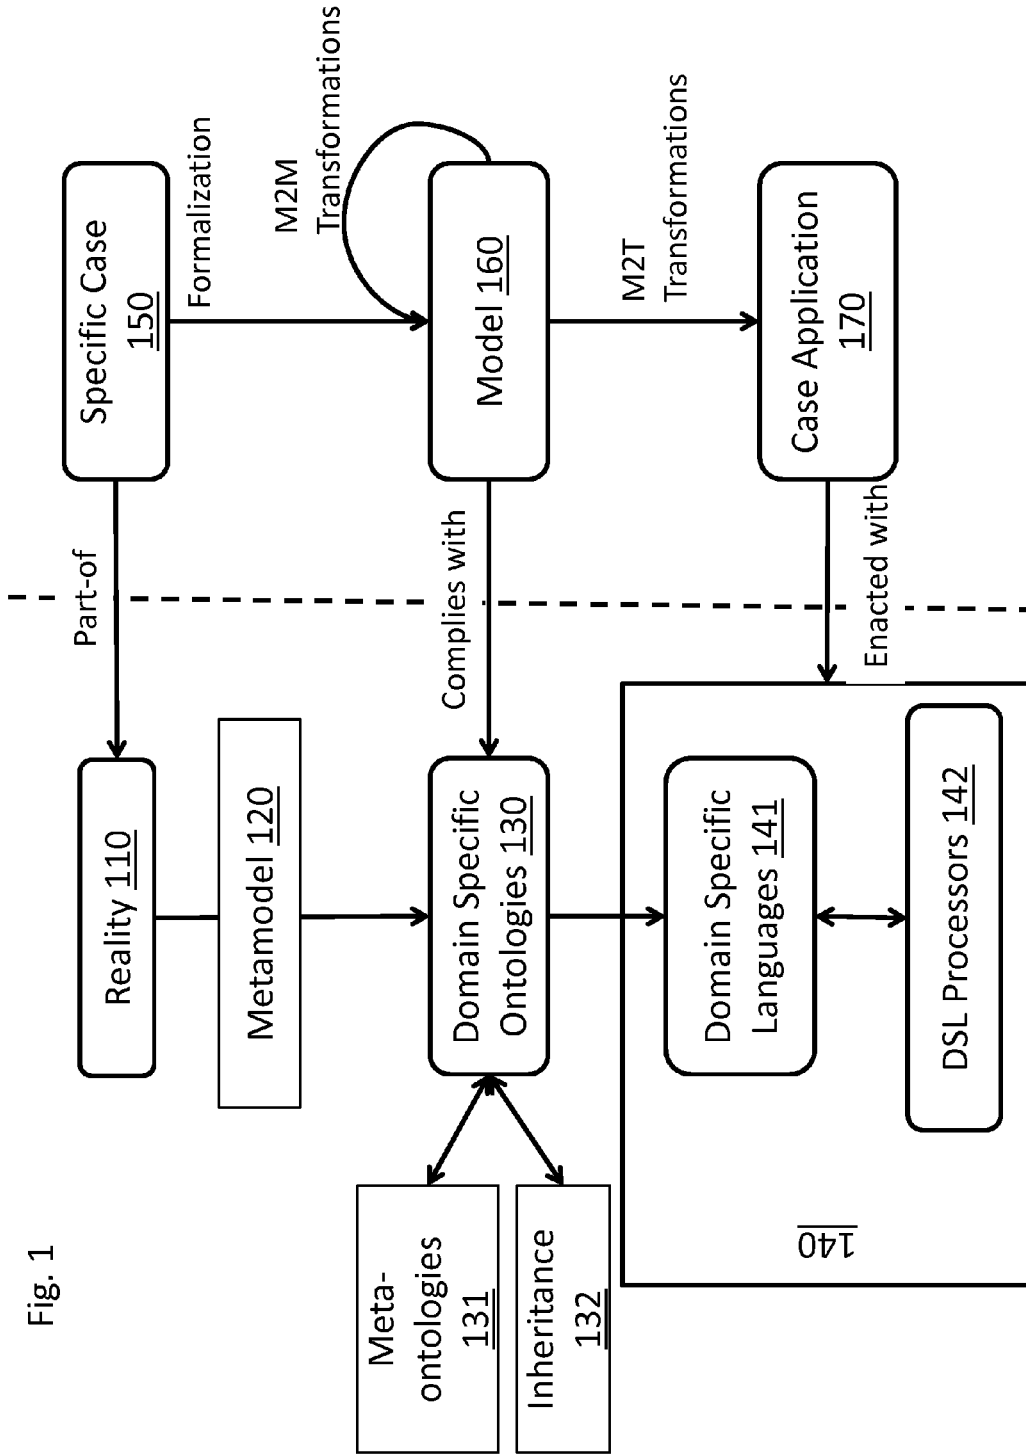 Fig. 1
Reality 110
Part-of
Specific Case
150
Metamodel 120
Formalization
M2M
Transformations
Meta-
ontologies
131
Inheritance
132
Domain Specific
Ontologies 130
Complies with
Model 160
M2T
Transformations
140
Domain Specific
Languages 141
DSL Processors 142
Enacted with
Case Application
170